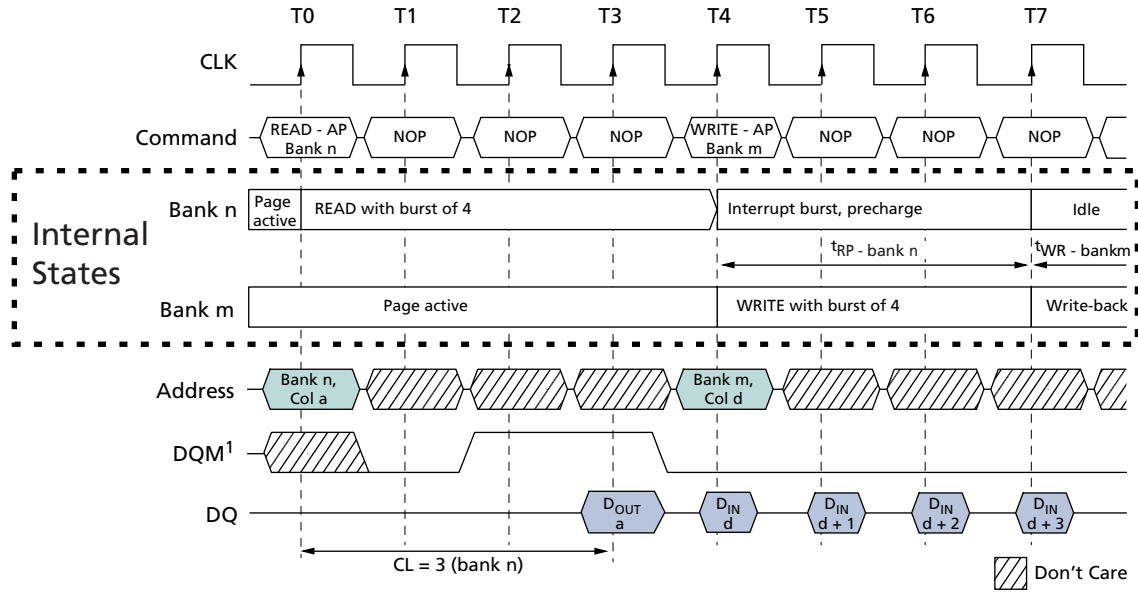 T0 T1 T2 T3 T4 T5 T6 T7
CLK
Command
READ - AP
Bank n
NOP
NOP
NOP
WRITE - AP
Bank m
NOP
NOP
NOP
Internal
States
Bank n
Page
active
READ with burst of 4
Interrupt burst, precharge
Idle
tRP - bank n
tWR - bankm
Bank m
Page active
WRITE with burst of 4
Write-back
Address
Bank n,
Col a
Bank m,
Col d
DQM1
DQ
DOUT
a
DIN
d
DIN
d + 1
DIN
d + 2
DIN
d + 3
CL = 3 (bank n)
Don't Care